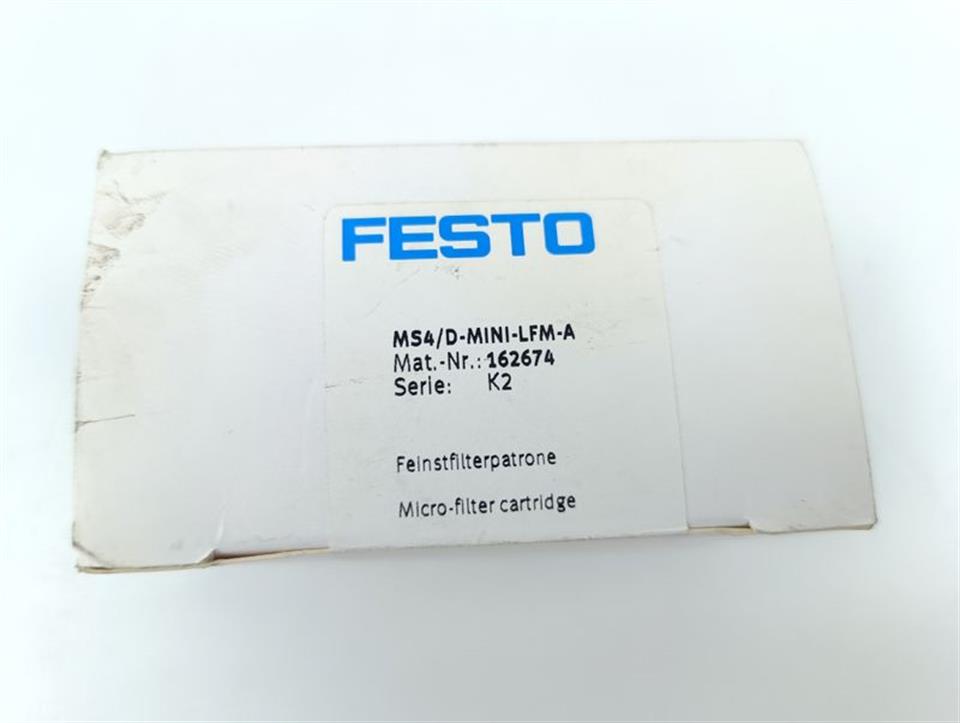 FESTO
MS4/D-MINI-LFM-A
Mat.-Nr.: 162674
Serie: K2
Feinstfilterpatrone
Micro-filter cartridge